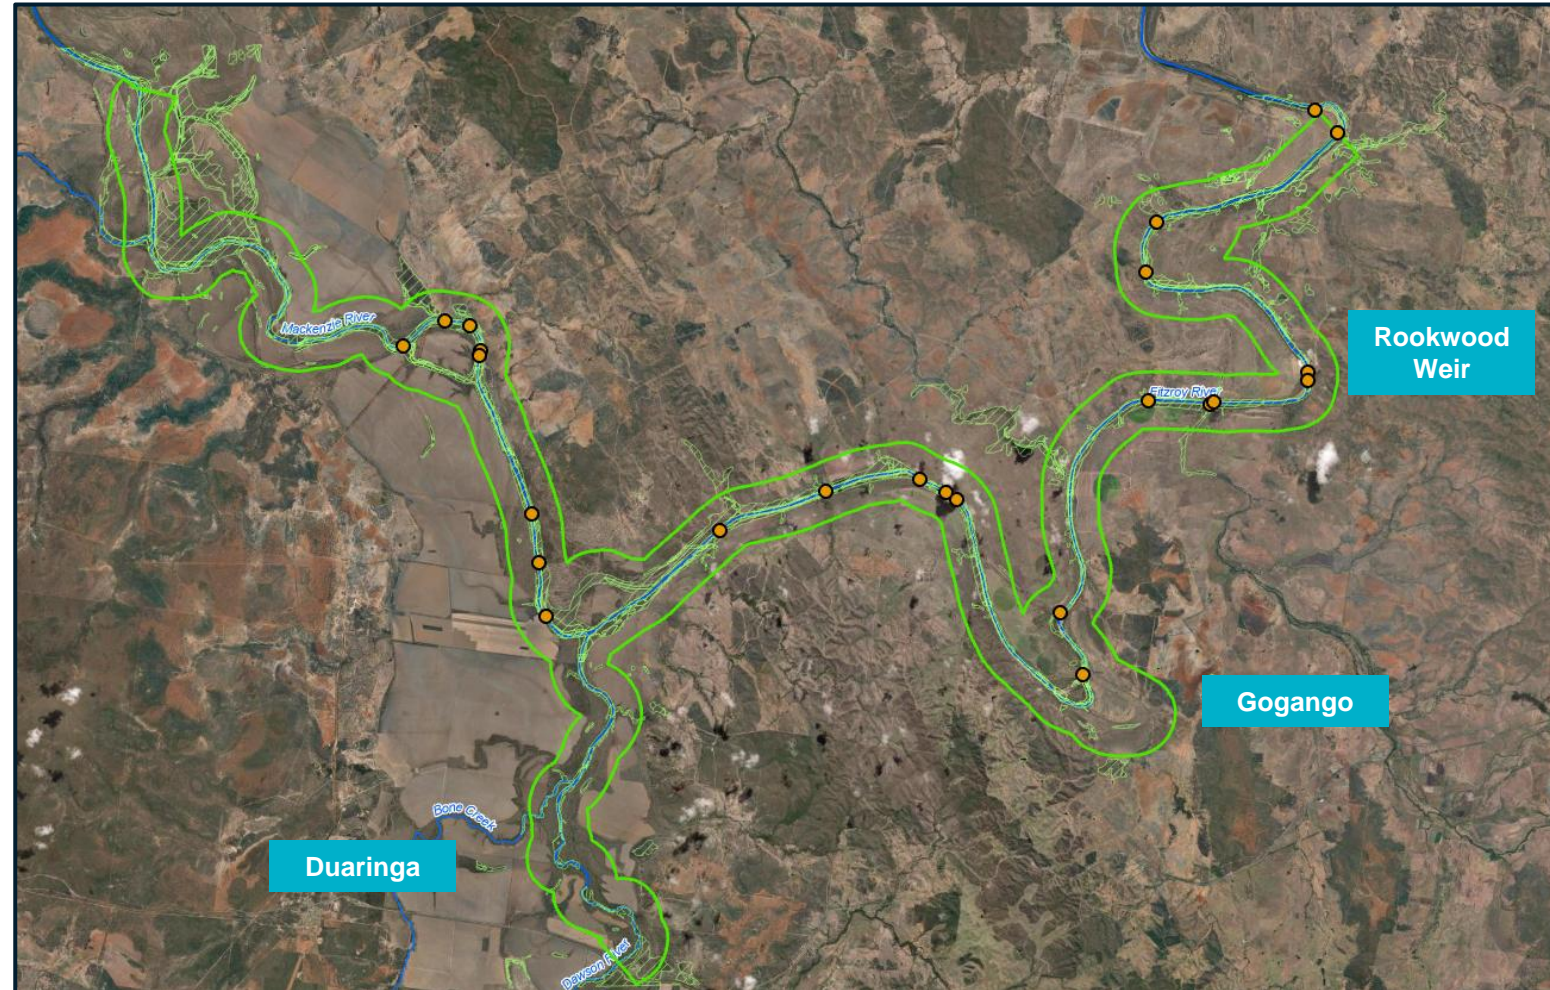 Mackenzie River
Rookwood
Weir
Fitzroy River
Gogango
Bone Creek
Duaringa
Dawson River